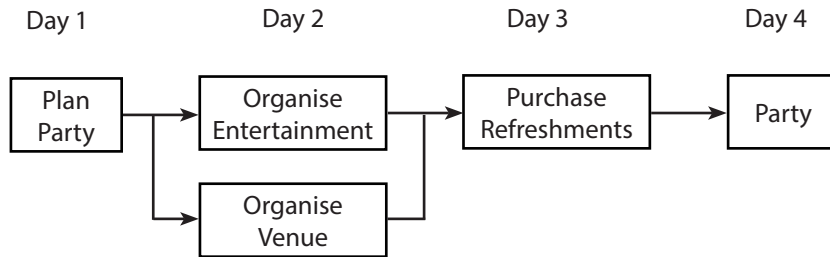 Day 1
Day 2
Day 3
Day 4
Plan
Party
Organise
Entertainment
Purchase
Refreshments
Party
Organise
Venue